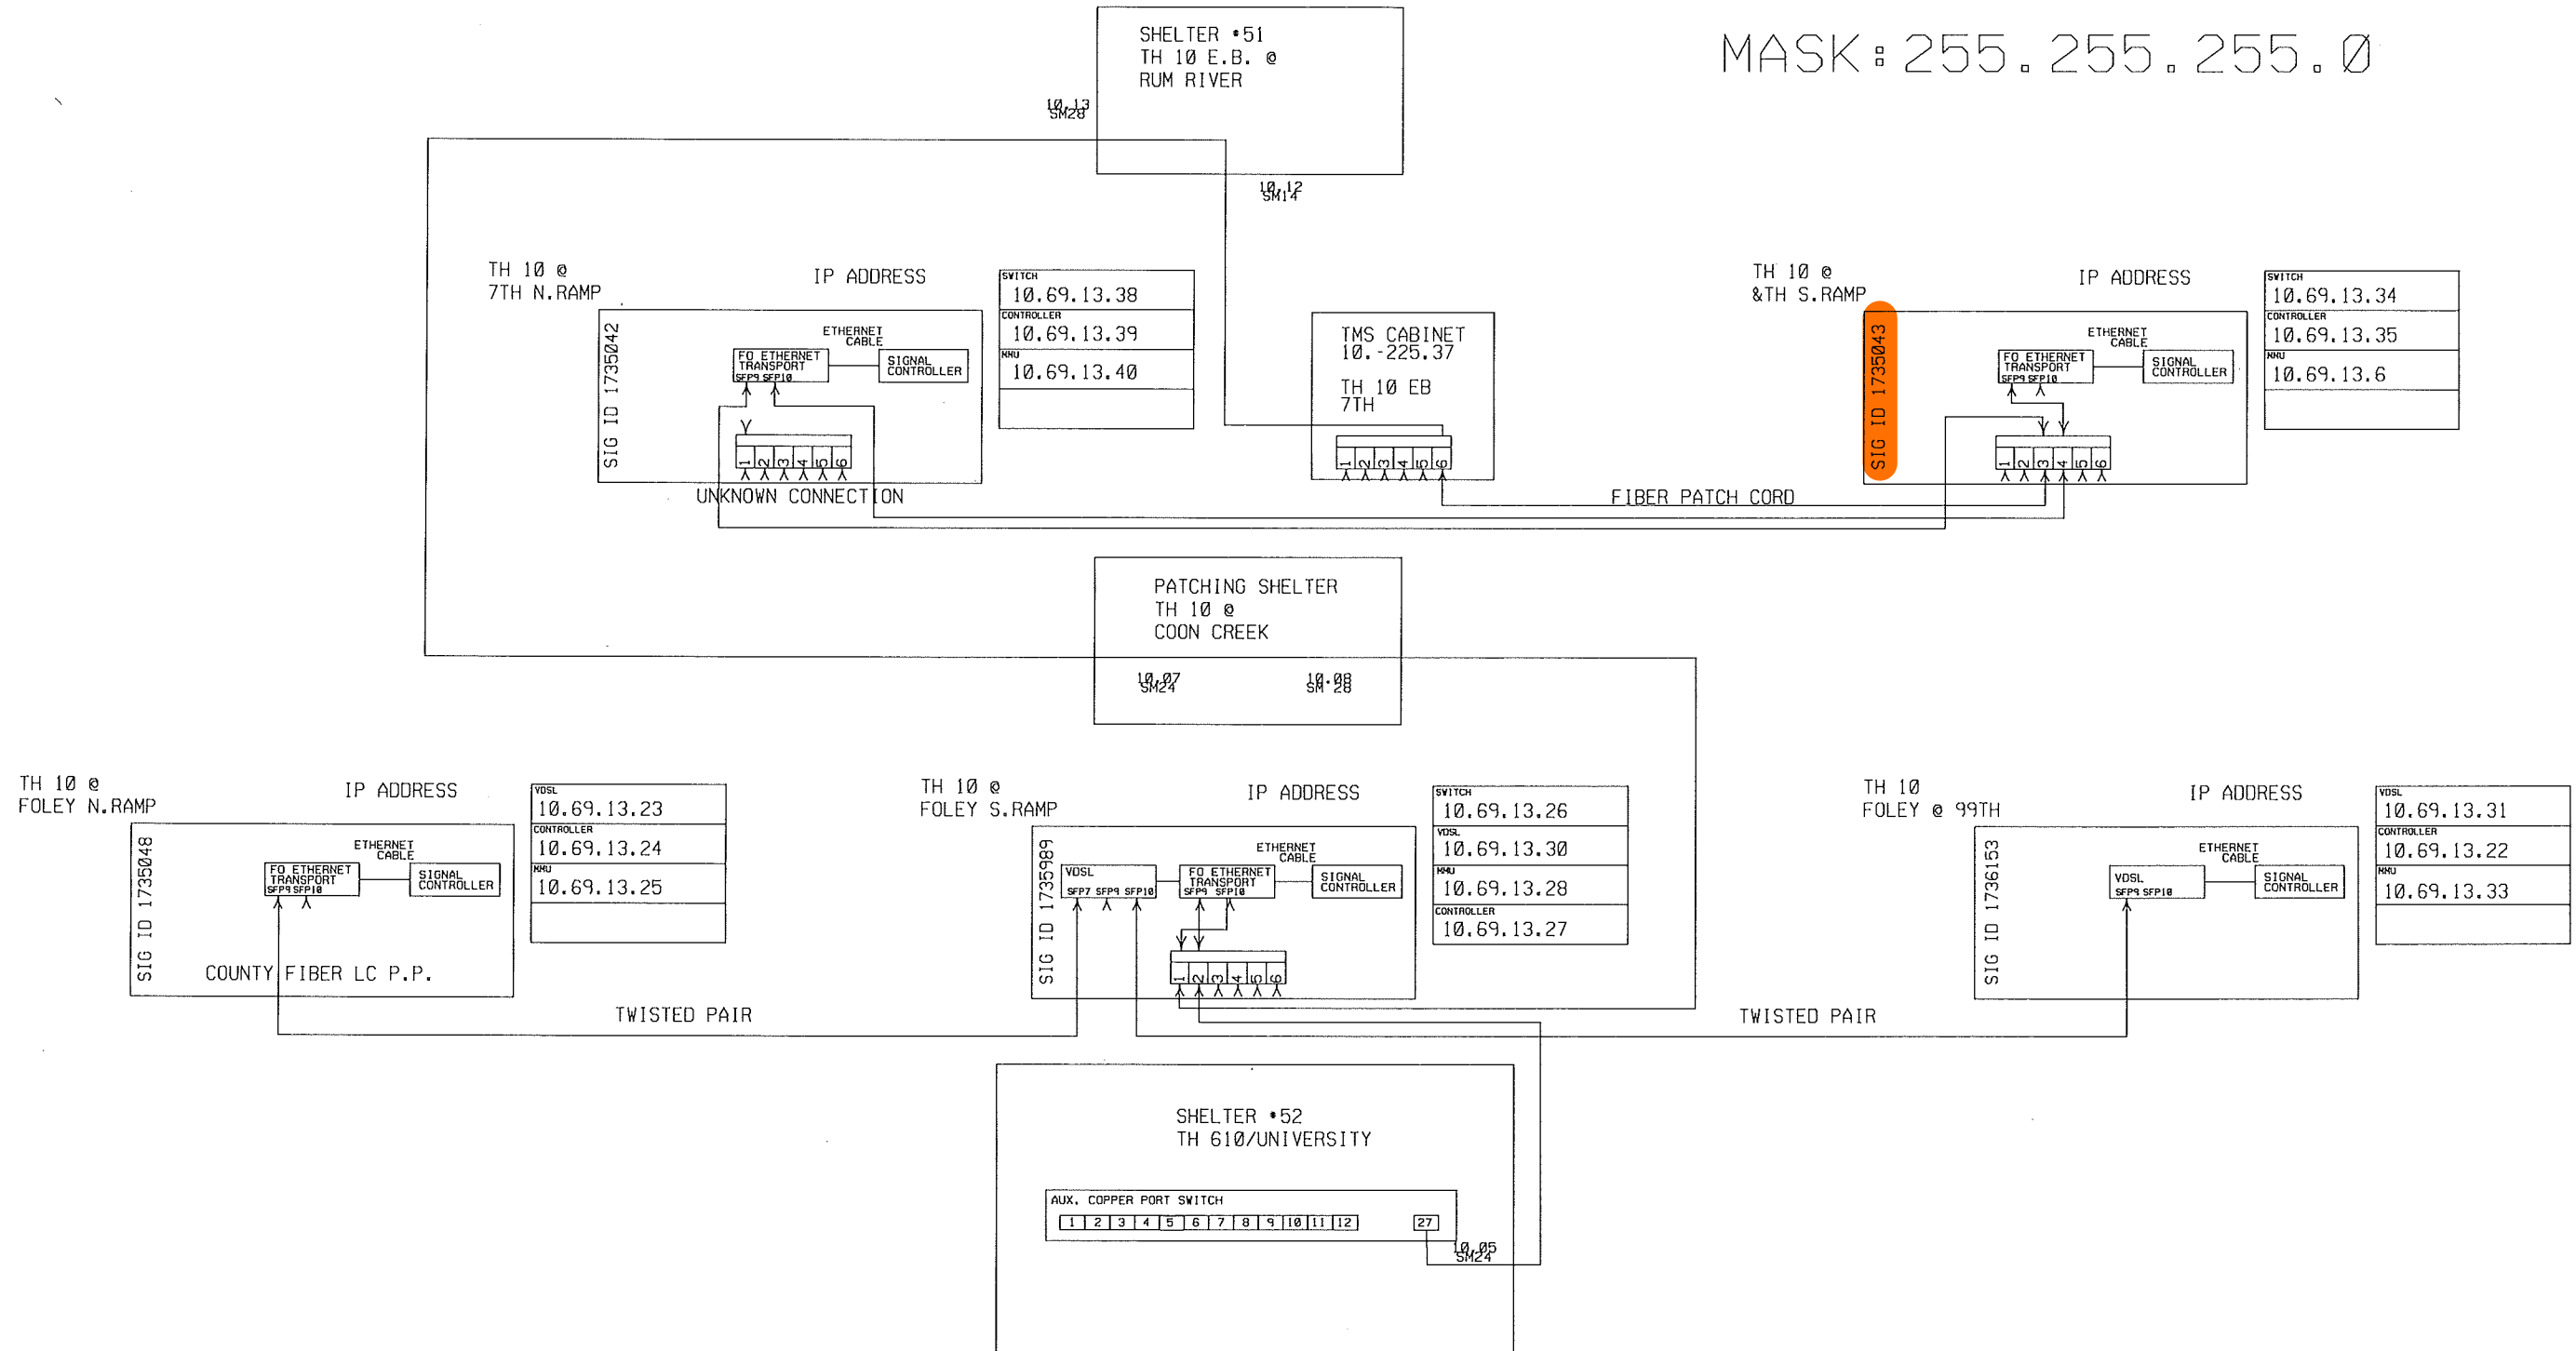 MASK:255.255.255.0
SHELTER #51
TH 10 E.B. @
RUM RIVER
10.13
SM28
10.12
SM14
TH 10 @
7TH N.RAMP
IP ADDRESS
SIG ID 1735042
ETHERNET
CABLE
FO ETHERNET
TRANSPORT
SFP9 SFP10
SIGNAL
CONTROLLER
1 2 3 4 5 6
UNKNOWN CONNECTION
SWITCH
10.69.13.38
CONTROLLER
10.69.13.39
MMU
10.69.13.40
TMS CABINET
10.-225.37
TH 10 EB
7TH
1 2 3 4 5 6
FIBER PATCH CORD
TH 10 @
&TH S.RAMP
IP ADDRESS
SIG ID 1735043
ETHERNET
CABLE
FO ETHERNET
TRANSPORT
SFP9 SFP10
SIGNAL
CONTROLLER
1 2 3 4 5 6
SWITCH
10.69.13.34
CONTROLLER
10.69.13.35
MMU
10.69.13.6
PATCHING SHELTER
TH 10 @
COON CREEK
10.07
SM24
10.08
SM 28
TH 10 @
FOLEY N.RAMP
IP ADDRESS
SIG ID 1735048
ETHERNET
CABLE
FO ETHERNET
TRANSPORT
SFP9 SFP10
SIGNAL
CONTROLLER
COUNTY FIBER LC P.P.
VDSL
10.69.13.23
CONTROLLER
10.69.13.24
MMU
10.69.13.25
TWISTED PAIR
TH 10 @
FOLEY S.RAMP
IP ADDRESS
SIG ID 1735989
VDSL
SFP7 SFP9 SFP10
ETHERNET
CABLE
FO ETHERNET
TRANSPORT
SFP9 SFP10
SIGNAL
CONTROLLER
1 2 3 4 5 6
SWITCH
10.69.13.26
VDSL
10.69.13.30
MMU
10.69.13.28
CONTROLLER
10.69.13.27
TWISTED PAIR
TH 10
FOLEY @ 99TH
IP ADDRESS
SIG ID 1736153
ETHERNET
CABLE
VDSL
SFP9 SFP10
SIGNAL
CONTROLLER
VDSL
10.69.13.31
CONTROLLER
10.69.13.22
MMU
10.69.13.33
SHELTER #52
TH 610/UNIVERSITY
AUX. COPPER PORT SWITCH
1 2 3 4 5 6 7 8 9 10 11 12 27
10.05
SM24